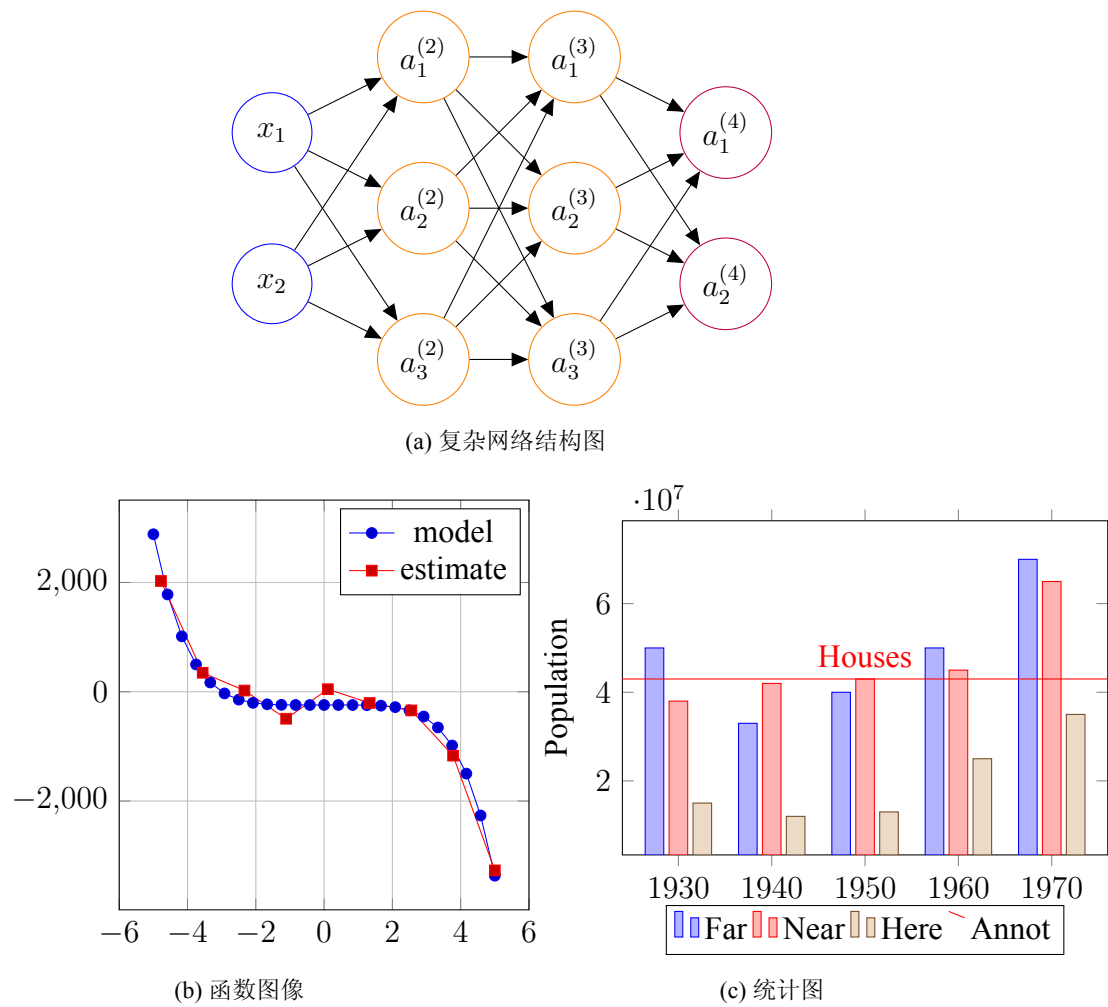 a_1^{(2)} a_1^{(3)}
x_1 a_1^{(4)}
a_2^{(2)} a_2^{(3)}
x_2 a_2^{(4)}
a_3^{(2)} a_3^{(3)}
(a) 复杂网络结构图
model
estimate
2,000
0
−2,000
−6 −4 −2 0 2 4 6
(b) 函数图像
·10^7
6
4
2
Population
Houses
1930 1940 1950 1960 1970
Far Near Here Annot
(c) 统计图